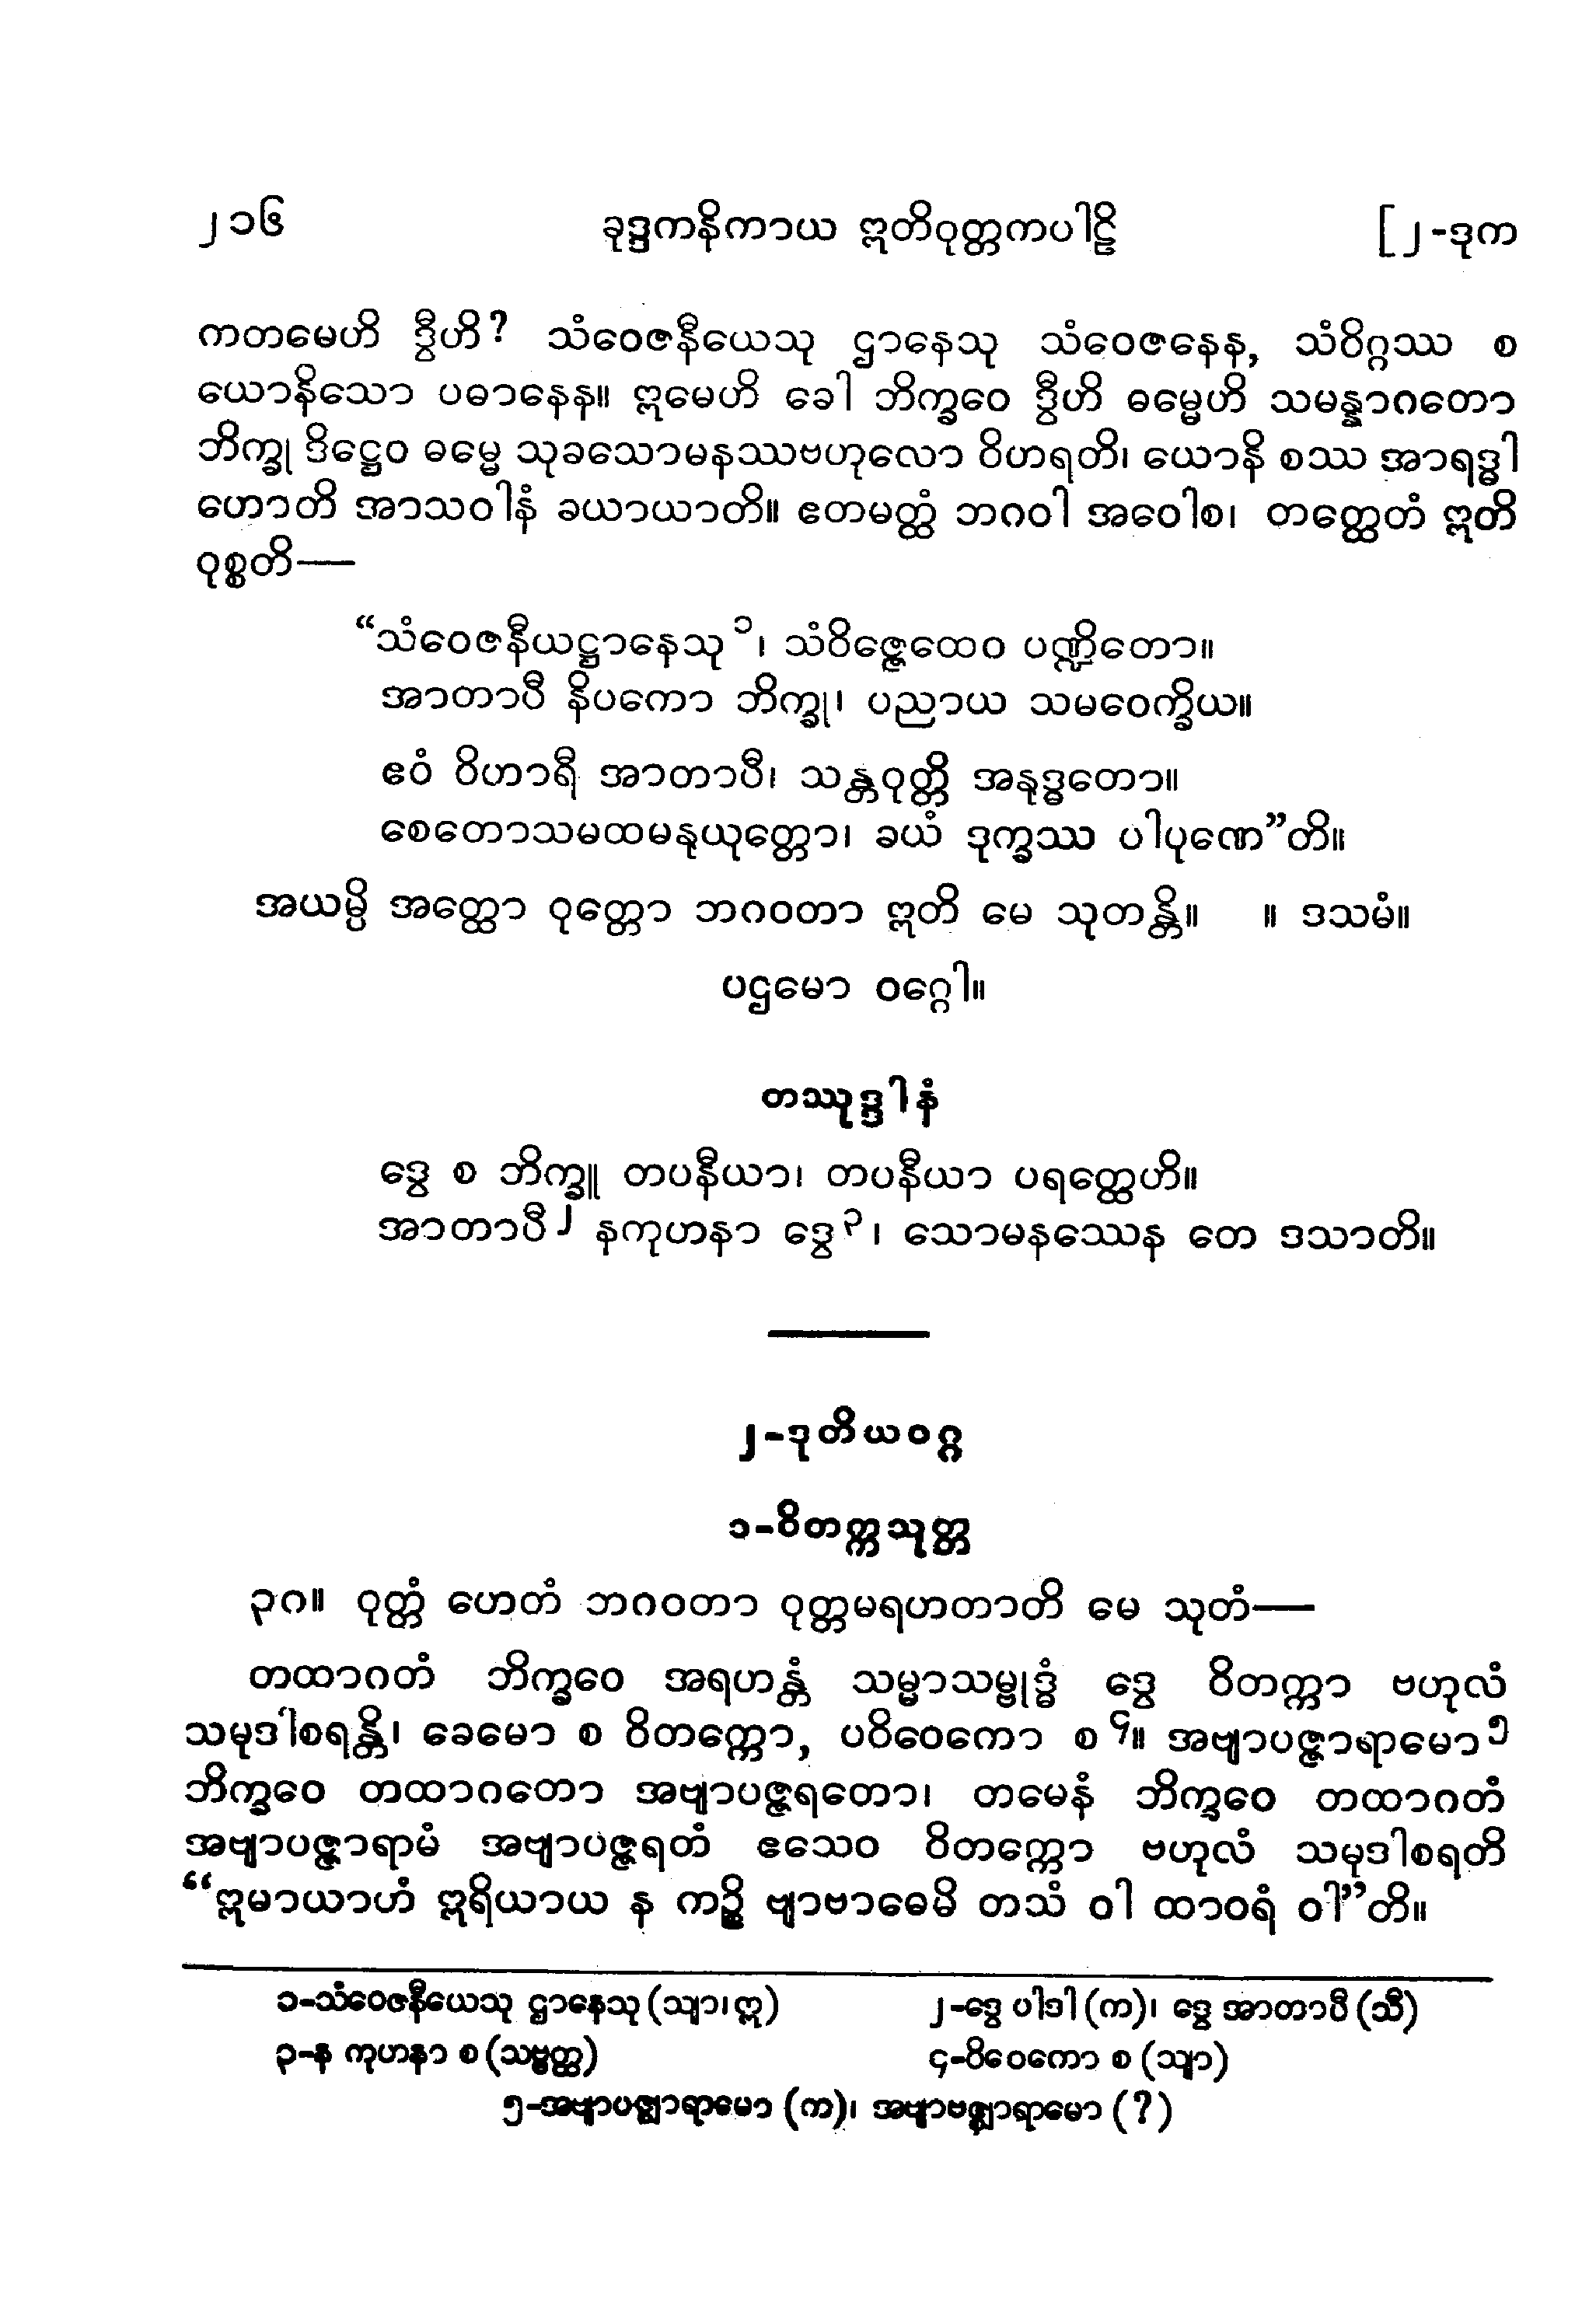 ၂၁၆ ခုဒ္ဒကနိကာယ ဣတိဝုတ္တကပါဠိ [၂-ဒုက
ကတမေဟိ ဒွီဟိ? သံဝေဇနီယေသု ဌာနေသု သံဝေဇနေန, သံဝိဂ္ဂဿ စ
ယောနိသော ပဓာနေန။ ဣမေဟိ ခေါ ဘိက္ခဝေ ဒွီဟိ ဓမ္မေဟိ သမန္နာဂတော
ဘိက္ခု ဒိဋ္ဌေဝ ဓမ္မေ သုခသောမနဿဗဟုလော ဝိဟရတိ၊ ယောနိ စဿ အာရဒ္ဓါ
ဟောတိ အာသဝါနံ ခယာယာတိ။ ဧတမတ္ထံ ဘဂဝါ အဝေါစ၊ တတ္ထေတံ ဣတိ
ဝုစ္စတိ—
“သံဝေဇနီယဋ္ဌာနေသု၁၊ သံဝိဇ္ဇေထေဝ ပဏ္ဍိတော။
အာတာပီ နိပကော ဘိက္ခု၊ ပညာယ သမဝေက္ခိယ။
ဧဝံ ဝိဟာရီ အာတာပီ၊ သန္တဝုတ္တိ အနုဒ္ဓတော။
စေတောသမထမနုယုတ္တော၊ ခယံ ဒုက္ခဿ ပါပုဏေ”တိ။
အယမ္ပိ အတ္ထော ဝုတ္တော ဘဂဝတာ ဣတိ မေ သုတန္တိ။ ။ ဒသမံ။
ပဌမော ဝဂ္ဂေါ။
တဿုဒ္ဒါနံ
ဒွေ စ ဘိက္ခူ တပနီယာ၊ တပနီယာ ပရတ္ထေဟိ။
အာတာပီ၂ နကုဟနာ ဒွေ၃၊ သောမနဿေန တေ ဒသာတိ။
၂-ဒုတိယဝဂ္ဂ
၁-ဝိတက္ကသုတ္တ
၃၈။ ဝုတ္တံ ဟေတံ ဘဂဝတာ ဝုတ္တမရဟတာတိ မေ သုတံ—
တထာဂတံ ဘိက္ခဝေ အရဟန္တံ သမ္မာသမ္ဗုဒ္ဓံ ဒွေ ဝိတက္ကာ ဗဟုလံ
သမုဒါစရန္တိ၊ ခေမော စ ဝိတက္ကော, ပဝိဝေကော စ၄။ အဗျာပဇ္ဇာရာမော၅
ဘိက္ခဝေ တထာဂတော အဗျာပဇ္ဇရတော၊ တမေနံ ဘိက္ခဝေ တထာဂတံ
အဗျာပဇ္ဇာရာမံ အဗျာပဇ္ဇရတံ ဧသေဝ ဝိတက္ကော ဗဟုလံ သမုဒါစရတိ
“ဣမာယာဟံ ဣရိယာယ န ကဉ္စိ ဗျာဗာဓေမိ တသံ ဝါ ထာဝရံ ဝါ”တိ။
၁-သံဝေဇနီယေသု ဌာနေသု (သျာ၊ ဣ) ၂-ဒွေ ပါဒါ (က)၊ ဒွေ အာတာပီ (သီ)
၃-န ကုဟနာ စ (သဗ္ဗတ္ထ) ၄-ဝိဝေကော စ (သျာ)
၅-အဗျာပဇ္ဈာရာမော (က)၊ အဗျာဗဇ္ဈာရာမော (?)